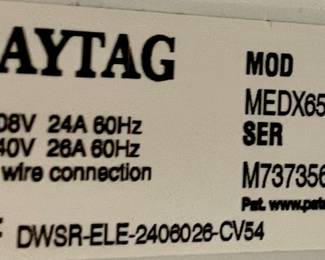 AYTAG
MOD
MEDX65
08V 24A 60Hz
40V 26A 60Hz
wire connection
SER
M737356
Pat. www.pate
DWSR-ELE-2406026-CV54